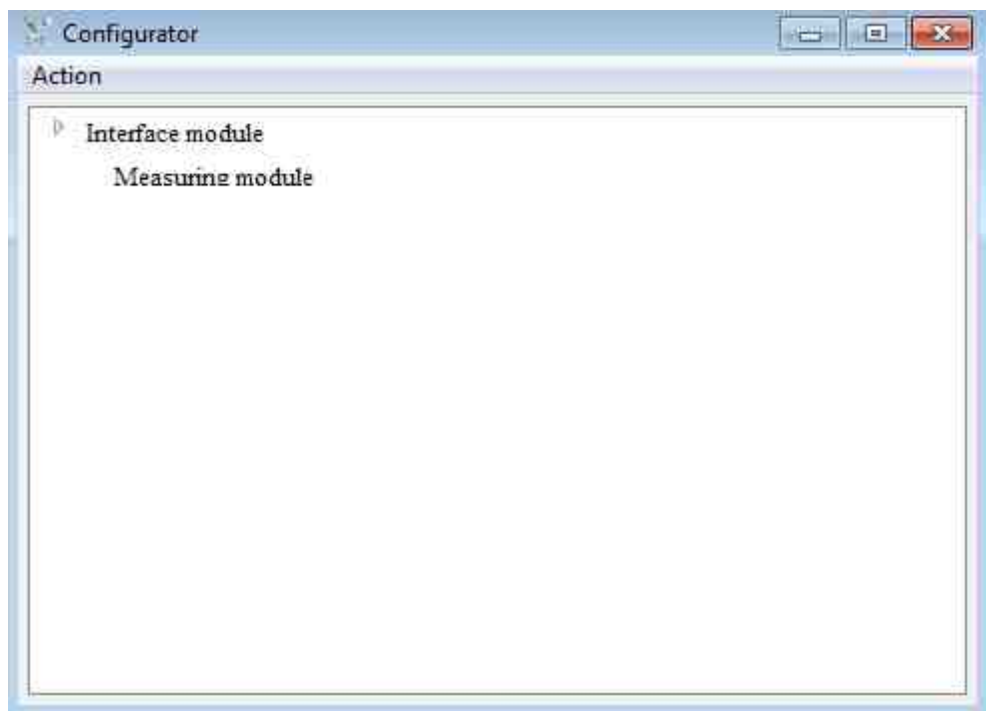 Configurator
Action
Interface module
Measuring module